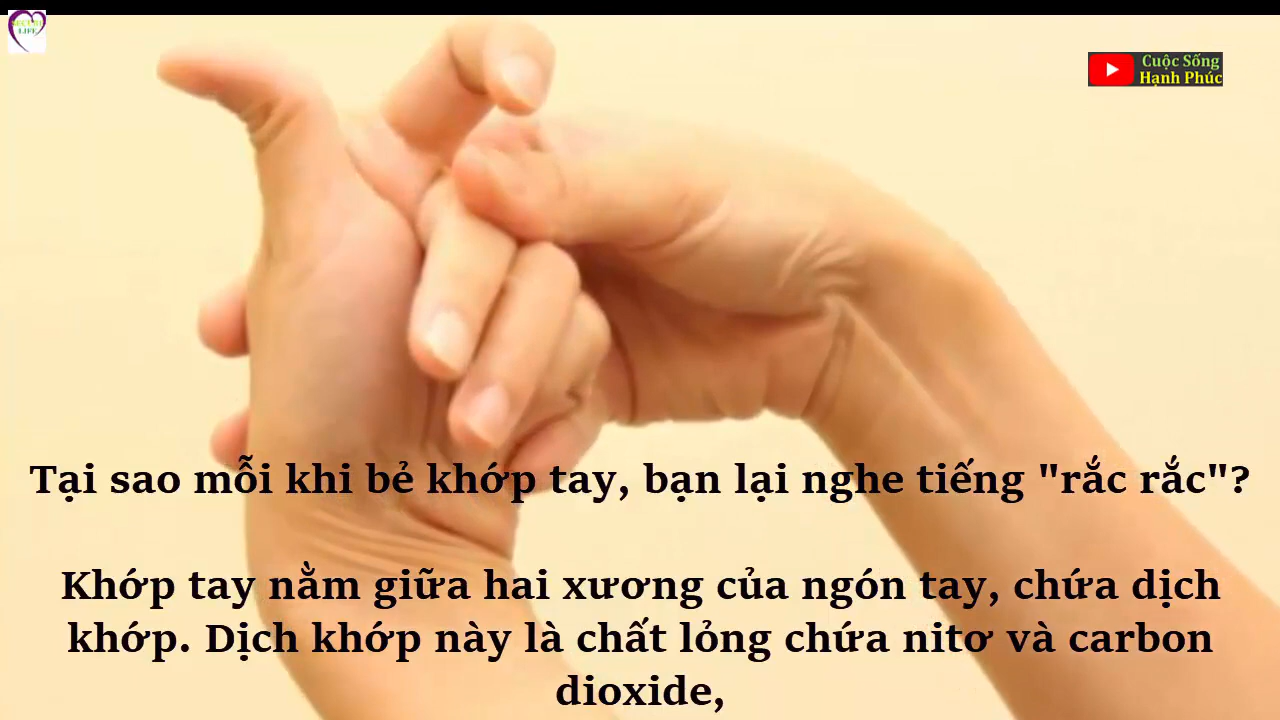 SECURE
LIFE
Cuộc Sống
Hạnh Phúc
Tại sao mỗi khi bẻ khớp tay, bạn lại nghe tiếng "rắc rắc"?
Khớp tay nằm giữa hai xương của ngón tay, chứa dịch
khớp. Dịch khớp này là chất lỏng chứa nitơ và carbon
dioxide,